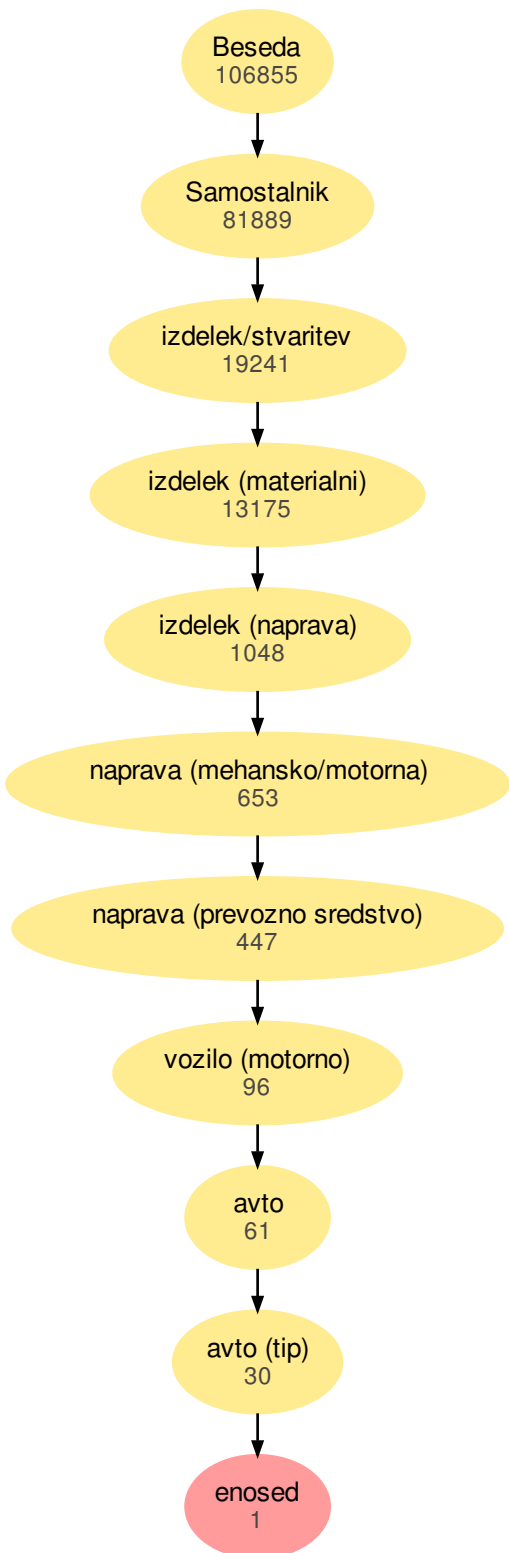 Beseda
106855
Samostalnik
81889
izdelek/stvaritev
19241
izdelek (materialni)
13175
izdelek (naprava)
1048
naprava (mehansko/motorna)
653
naprava (prevozno sredstvo)
447
vozilo (motorno)
96
avto
61
avto (tip)
30
enosed
1